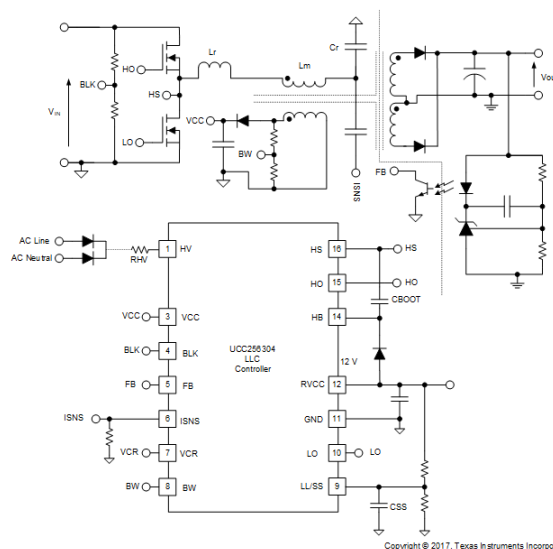 Lr
Lm
Cr
HO
BLK
HS
VIN
VCC
LO
BW
ISNS
FB
AC Line
AC Neutral
RHV
1 HV
HS 16 HS
HO 15 HO
CBOOT
HB 14
VCC 3 VCC
BLK 4 BLK
UCC256304
LLC
Controller
12 V
FB 5 FB
RVCC 12
ISNS 6 ISNS
GND 11
VCR 7 VCR
LO 10 LO
BW 8 BW
LL/SS 9
CSS
Copyright © 2017, Texas Instruments Incorpo